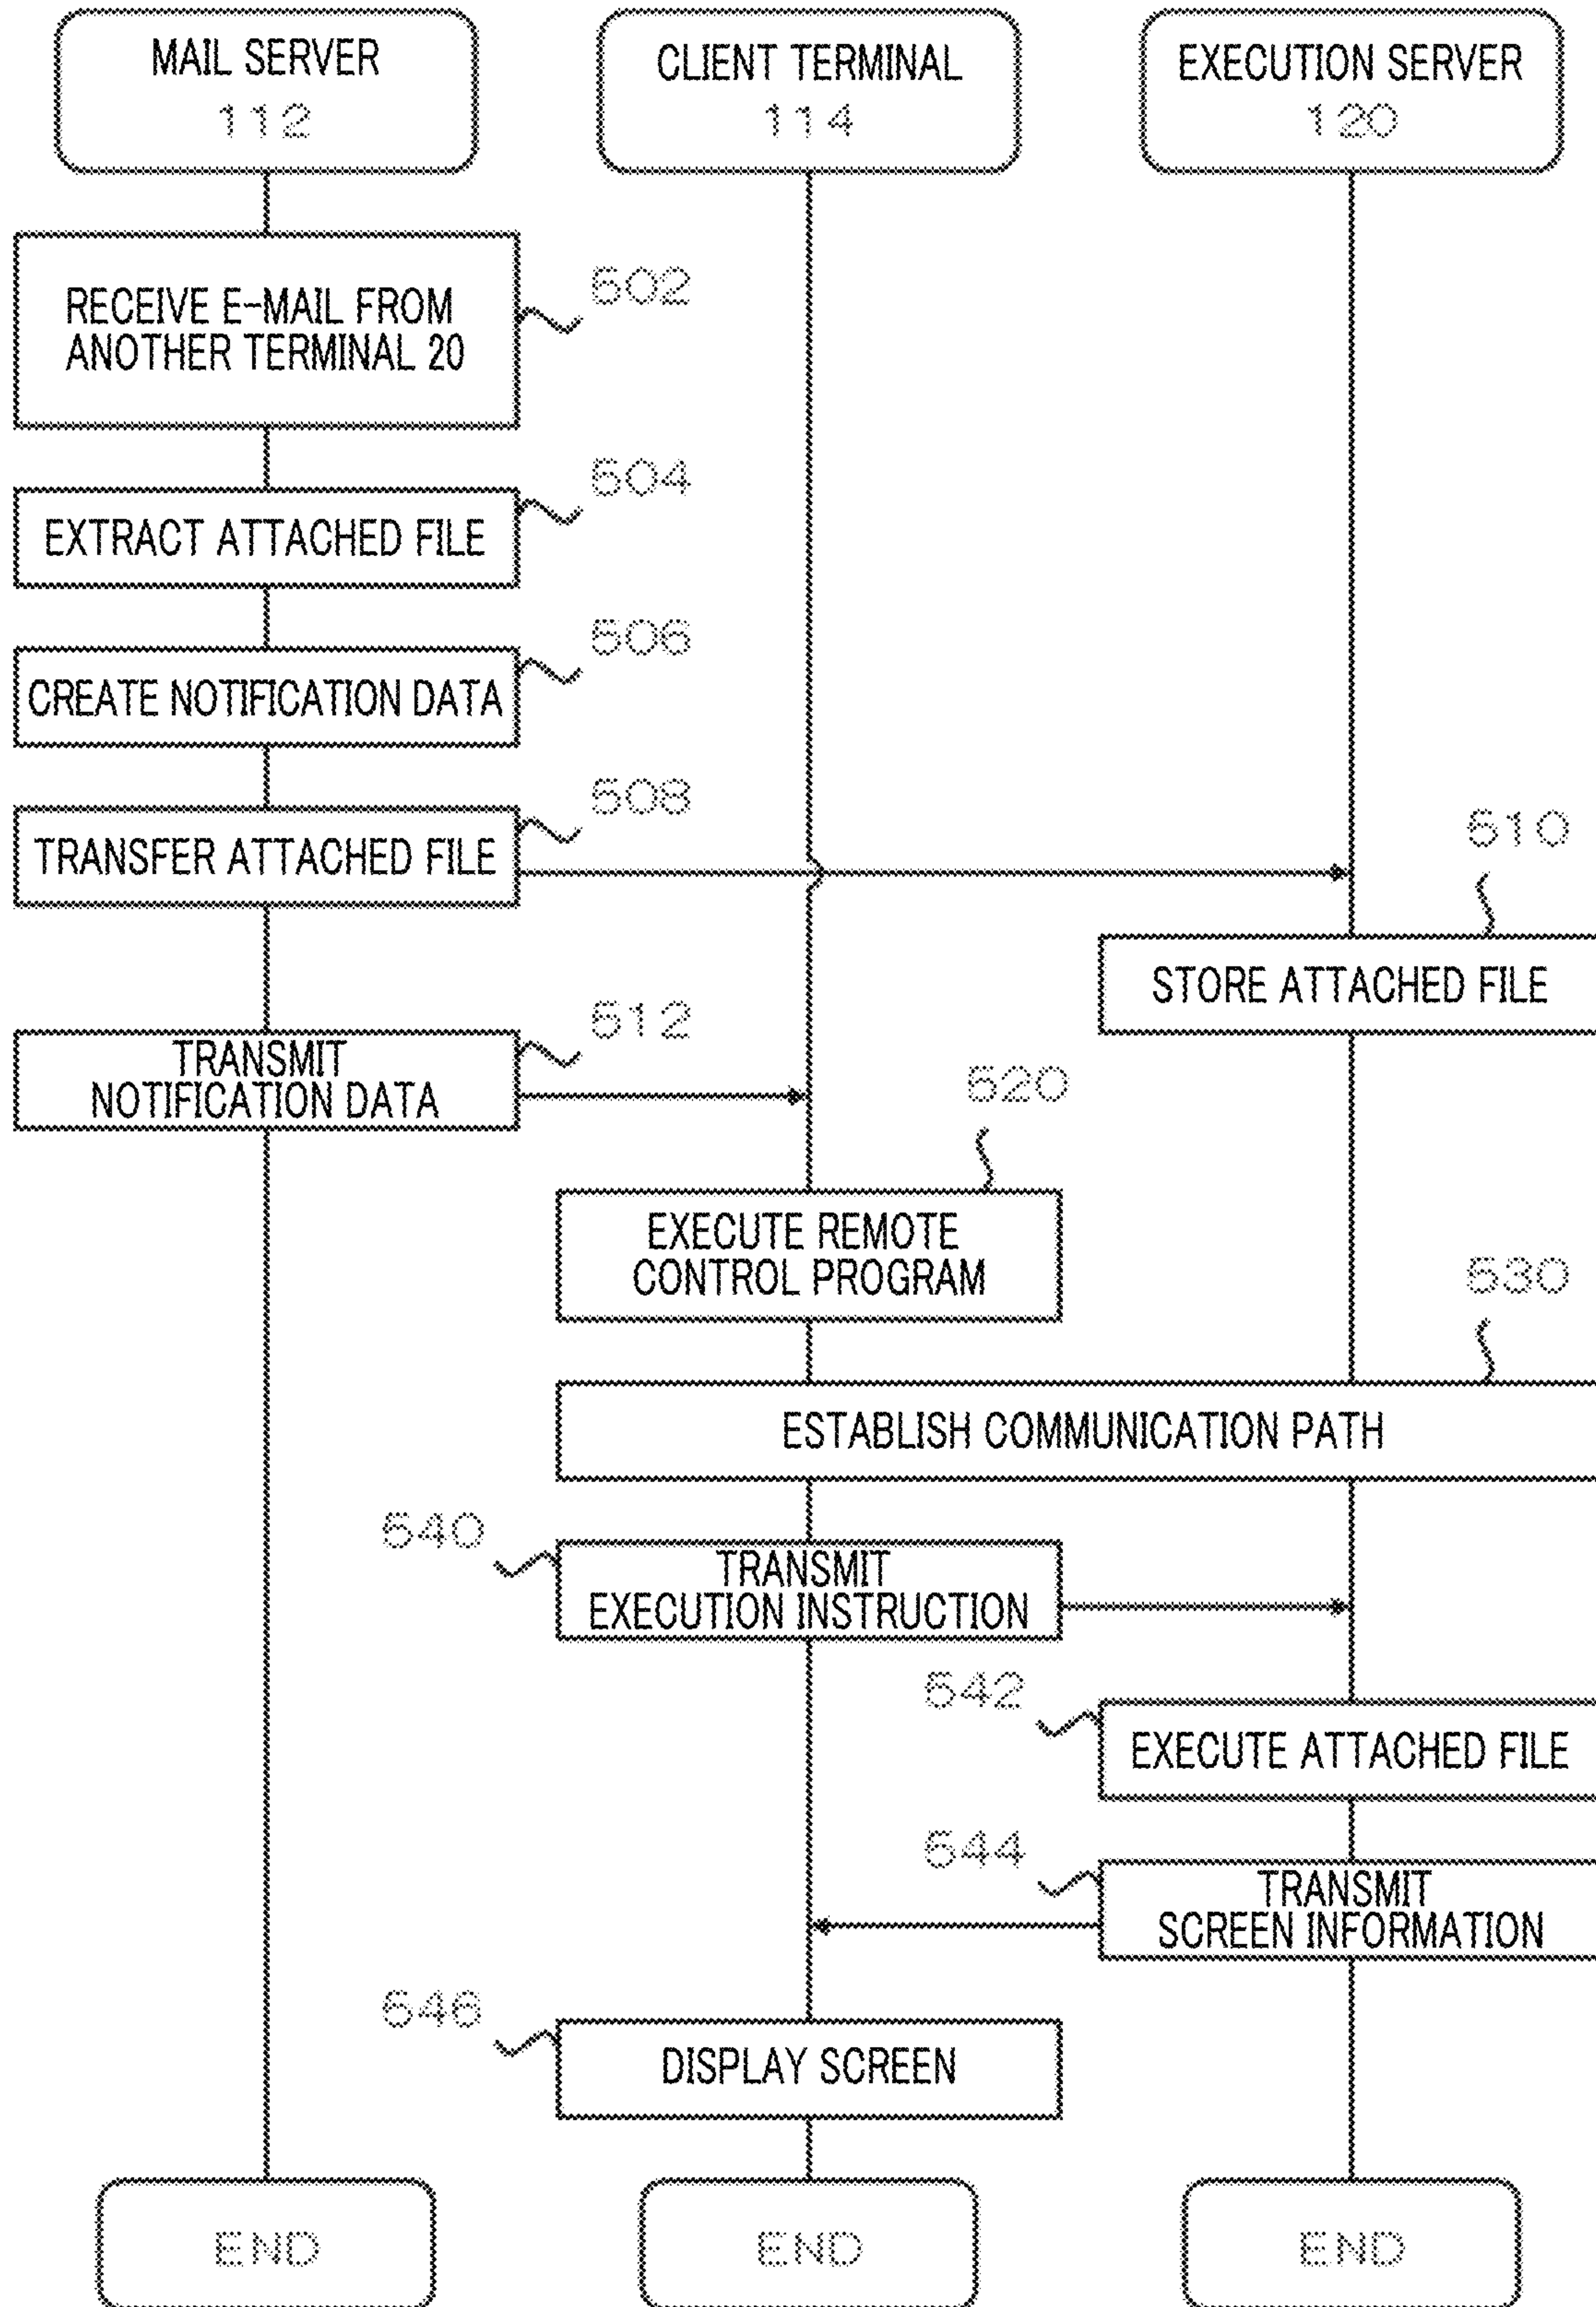 MAIL SERVER
112
CLIENT TERMINAL
114
EXECUTION SERVER
120
RECEIVE E-MAIL FROM
ANOTHER TERMINAL 20
502
EXTRACT ATTACHED FILE
504
CREATE NOTIFICATION DATA
506
TRANSFER ATTACHED FILE
508
510
STORE ATTACHED FILE
TRANSMIT
NOTIFICATION DATA
512
520
EXECUTE REMOTE
CONTROL PROGRAM
530
ESTABLISH COMMUNICATION PATH
540
TRANSMIT
EXECUTION INSTRUCTION
542
EXECUTE ATTACHED FILE
544
TRANSMIT
SCREEN INFORMATION
546
DISPLAY SCREEN
END
END
END